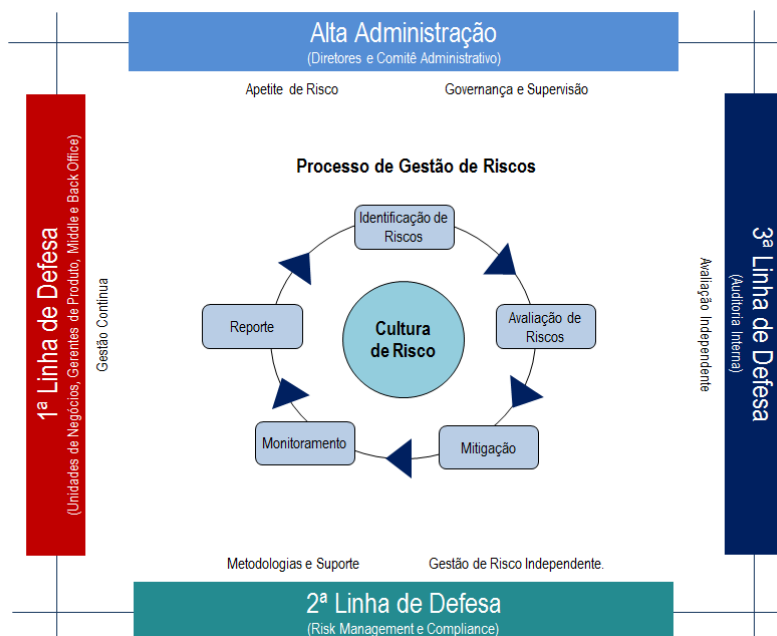 Alta Administração
(Diretores e Comitê Administrativo)
Apetite de Risco
Governança e Supervisão
1ª Linha de Defesa
(Unidades de Negócios, Gerentes de Produto, Middle e Back Office)
Gestão Contínua
Processo de Gestão de Riscos
Identificação de
Riscos
Reporte
Cultura
de Risco
Avaliação de
Riscos
Monitoramento
Mitigação
Avaliação Independente
3ª Linha de Defesa
(Auditoria Interna)
Metodologias e Suporte
Gestão de Risco Independente.
2ª Linha de Defesa
(Risk Management e Compliance)